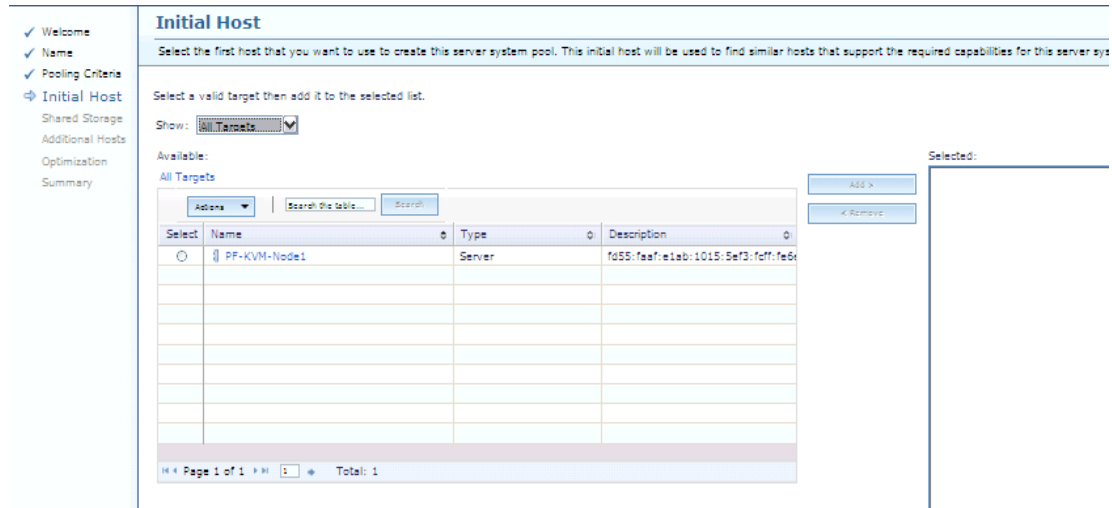 Welcome
Name
Pooling Criteria
Initial Host
Shared Storage
Additional Hosts
Optimization
Summary
Initial Host
Select the first host that you want to use to create this server system pool. This initial host will be used to find similar hosts that support the required capabilities for this server sys
Select a valid target then add it to the selected list.
Show: All Targets
Available:
All Targets
Actions Search the table... Search
Select Name Type Description
PF-KVM-Node1 Server fd55:faaf:e1ab:1015:5ef3:fcff:fe6e
Page 1 of 1 1 Total: 1
Add >
< Remove
Selected: